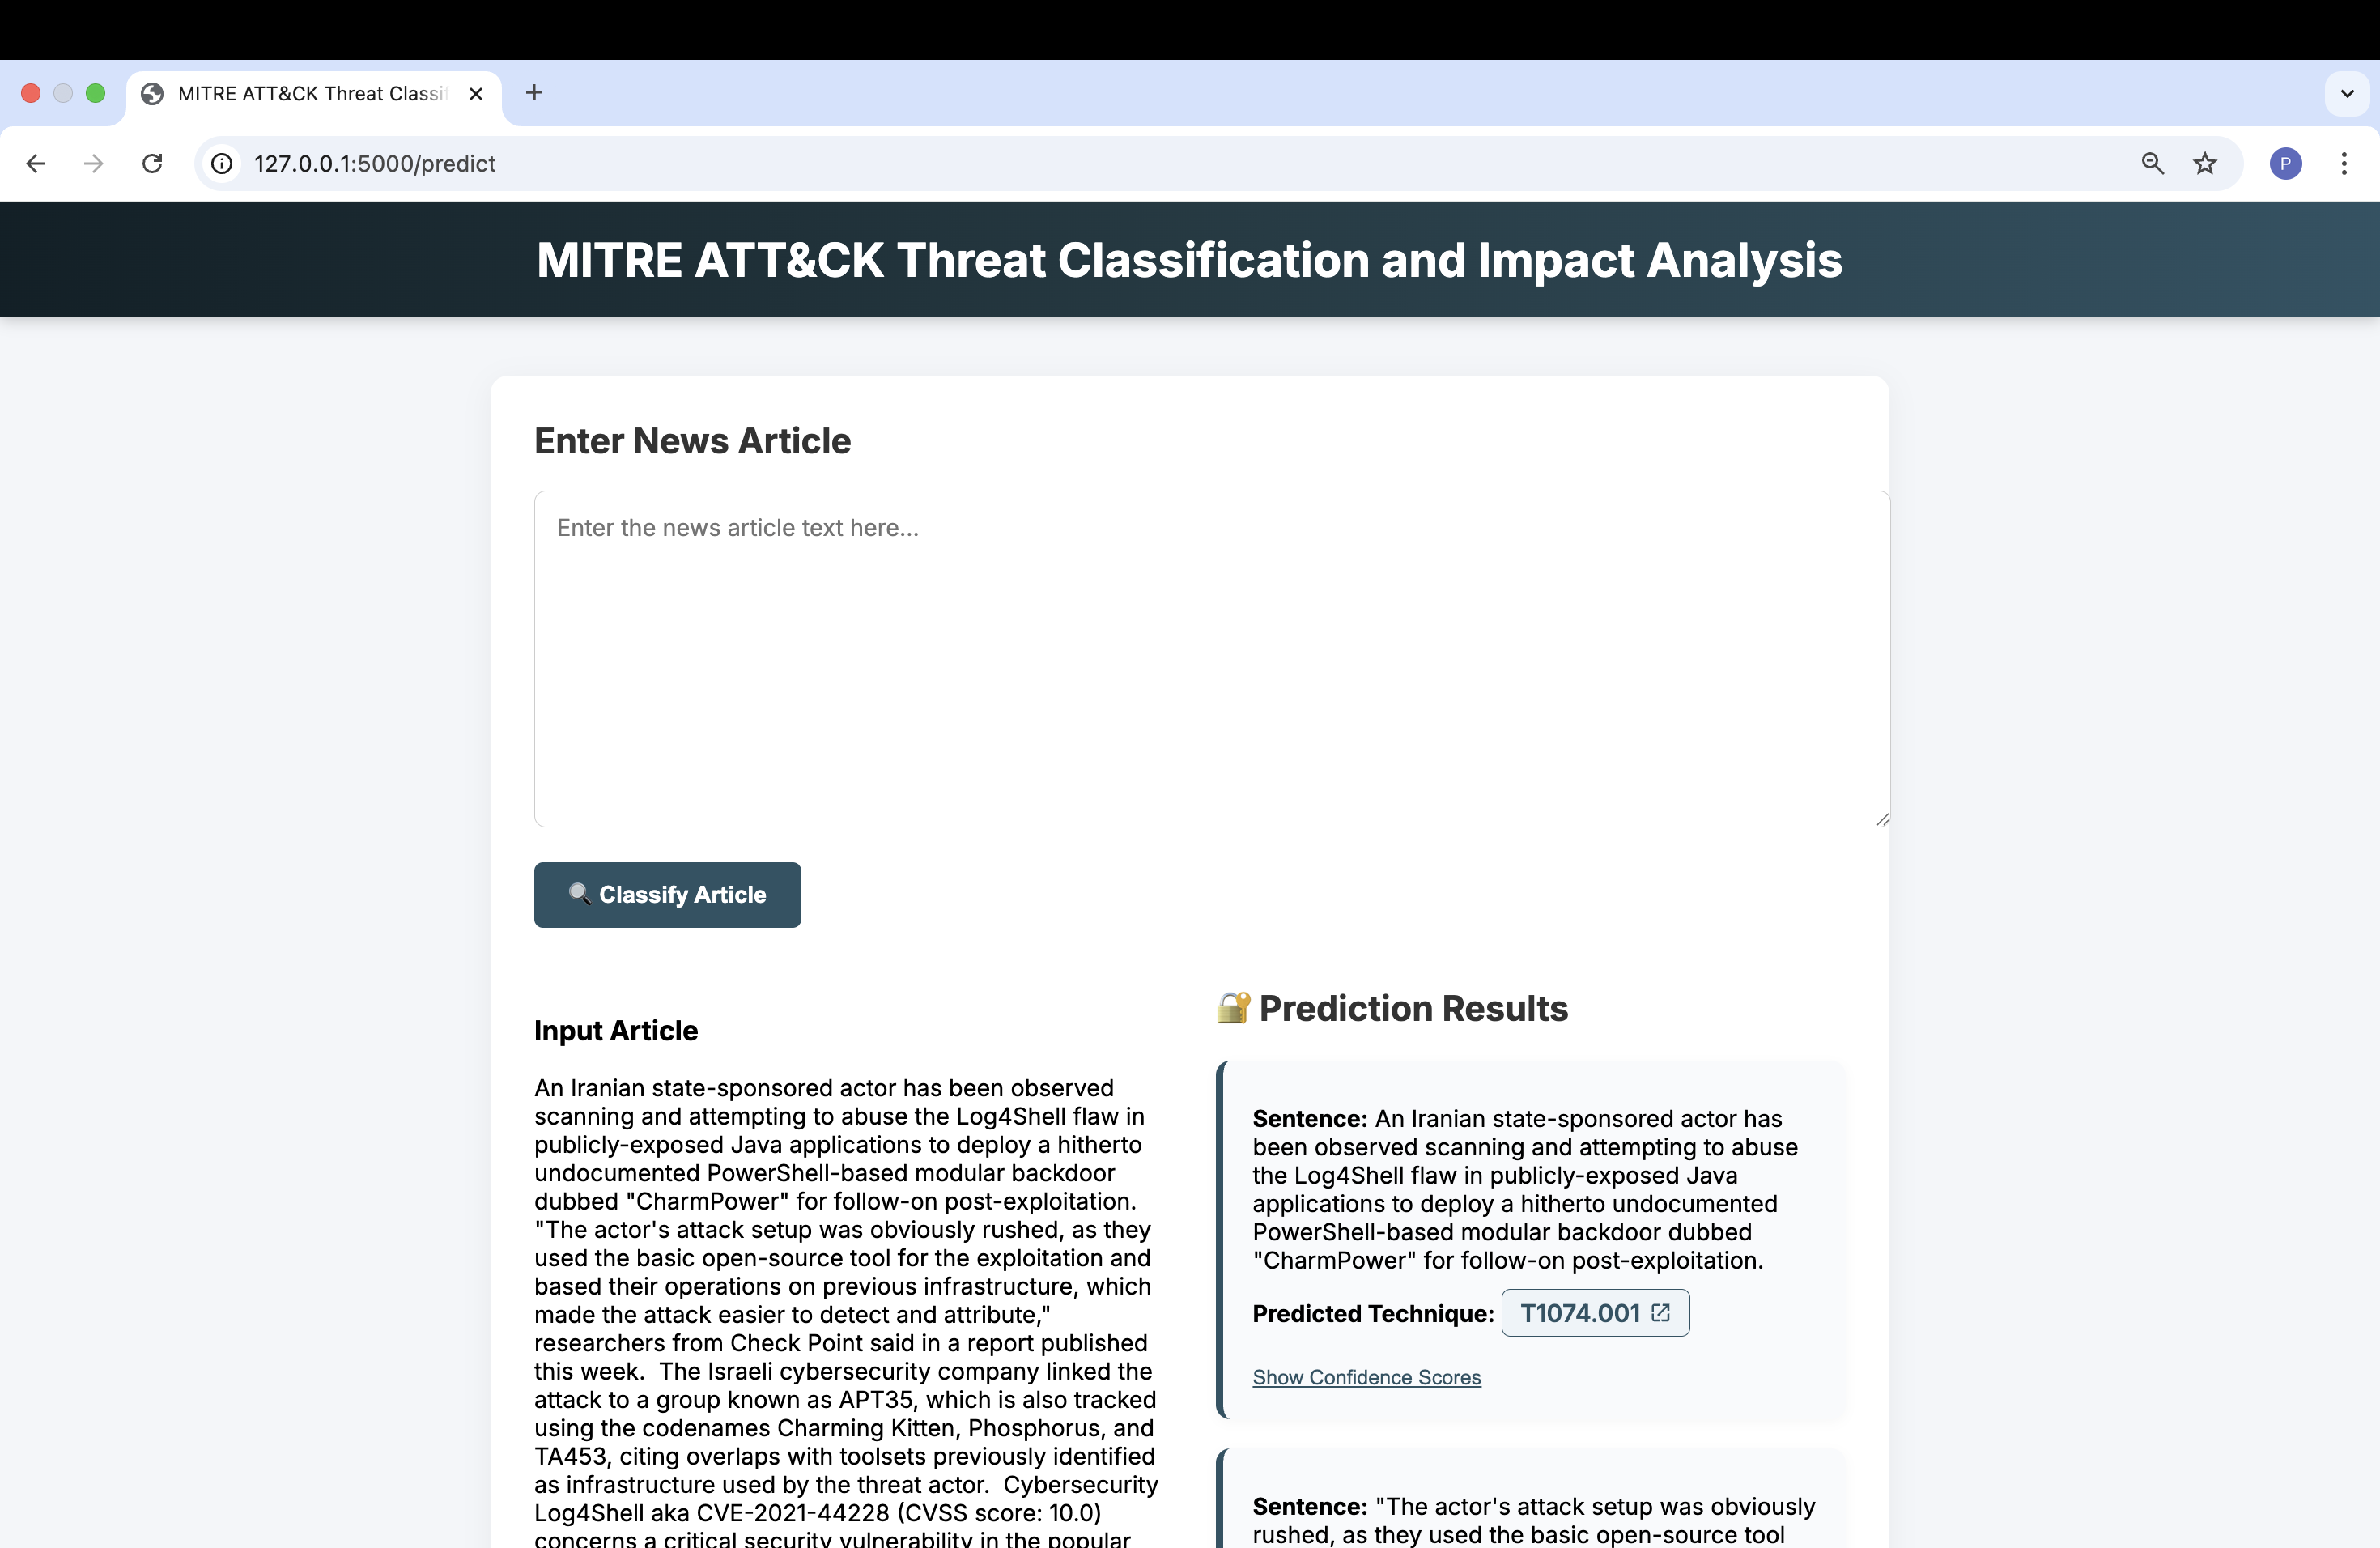 MITRE ATT&CK Threat Classif
127.0.0.1:5000/predict
P
MITRE ATT&CK Threat Classification and Impact Analysis
Enter News Article
Enter the news article text here...
Classify Article
Input Article
An Iranian state-sponsored actor has been observed
scanning and attempting to abuse the Log4Shell flaw in
publicly-exposed Java applications to deploy a hitherto
undocumented PowerShell-based modular backdoor
dubbed "CharmPower" for follow-on post-exploitation.
"The actor's attack setup was obviously rushed, as they
used the basic open-source tool for the exploitation and
based their operations on previous infrastructure, which
made the attack easier to detect and attribute,"
researchers from Check Point said in a report published
this week.  The Israeli cybersecurity company linked the
attack to a group known as APT35, which is also tracked
using the codenames Charming Kitten, Phosphorus, and
TA453, citing overlaps with toolsets previously identified
as infrastructure used by the threat actor.  Cybersecurity
Log4Shell aka CVE-2021-44228 (CVSS score: 10.0)
concerns a critical security vulnerability in the popular
Prediction Results
Sentence: An Iranian state-sponsored actor has
been observed scanning and attempting to abuse
the Log4Shell flaw in publicly-exposed Java
applications to deploy a hitherto undocumented
PowerShell-based modular backdoor dubbed
"CharmPower" for follow-on post-exploitation.
Predicted Technique: T1074.001
Show Confidence Scores
Sentence: "The actor's attack setup was obviously
rushed, as they used the basic open-source tool